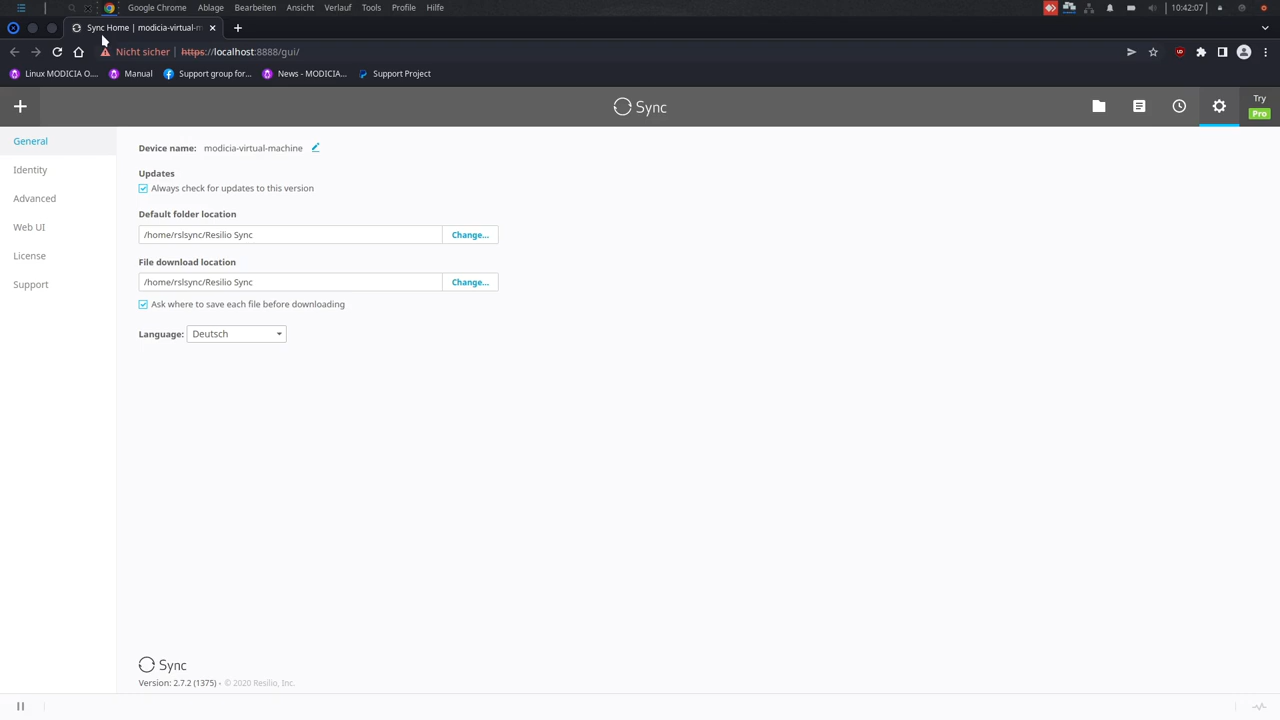 Google Chrome Ablage Bearbeiten Ansicht Verlauf Tools Profile Hilfe 10:42:07
Sync Home | modicia-virtual-m
Nicht sicher | https://localhost:8888/gui/
Linux MODICIA O.... Manual Support group for... News - MODICIA... Support Project
Sync
Try
Pro
General
Identity
Advanced
Web UI
License
Support
Device name: modicia-virtual-machine
Updates
Always check for updates to this version
Default folder location
/home/rslsync/Resilio Sync Change...
File download location
/home/rslsync/Resilio Sync Change...
Ask where to save each file before downloading
Language: Deutsch
Sync
Version: 2.7.2 (1375) • © 2020 Resilio, Inc.